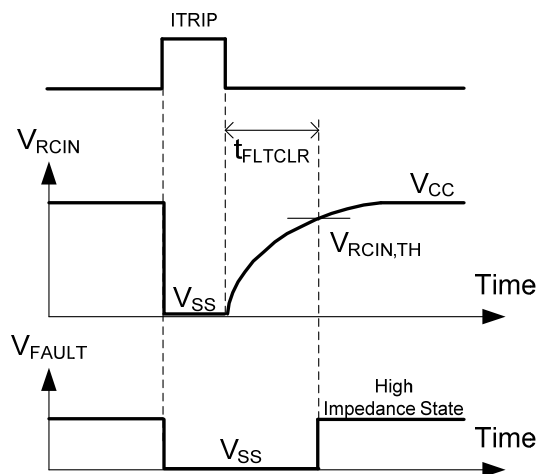 ITRIP
VRCIN
tFLTCLR
VCC
VRCIN,TH
VSS
Time
VFAULT
High
Impedance State
VSS
Time